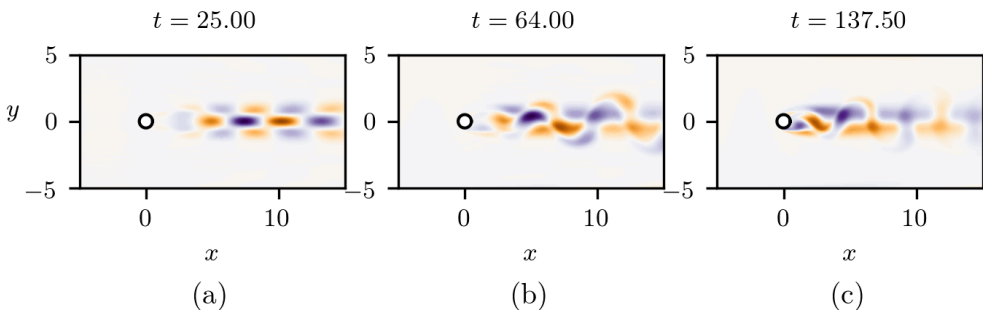 t = 25.00 t = 64.00 t = 137.50
5 5 5
y 0 0 0
−5 −5 −5
0 10 0 10 0 10
x x x
(a) (b) (c)